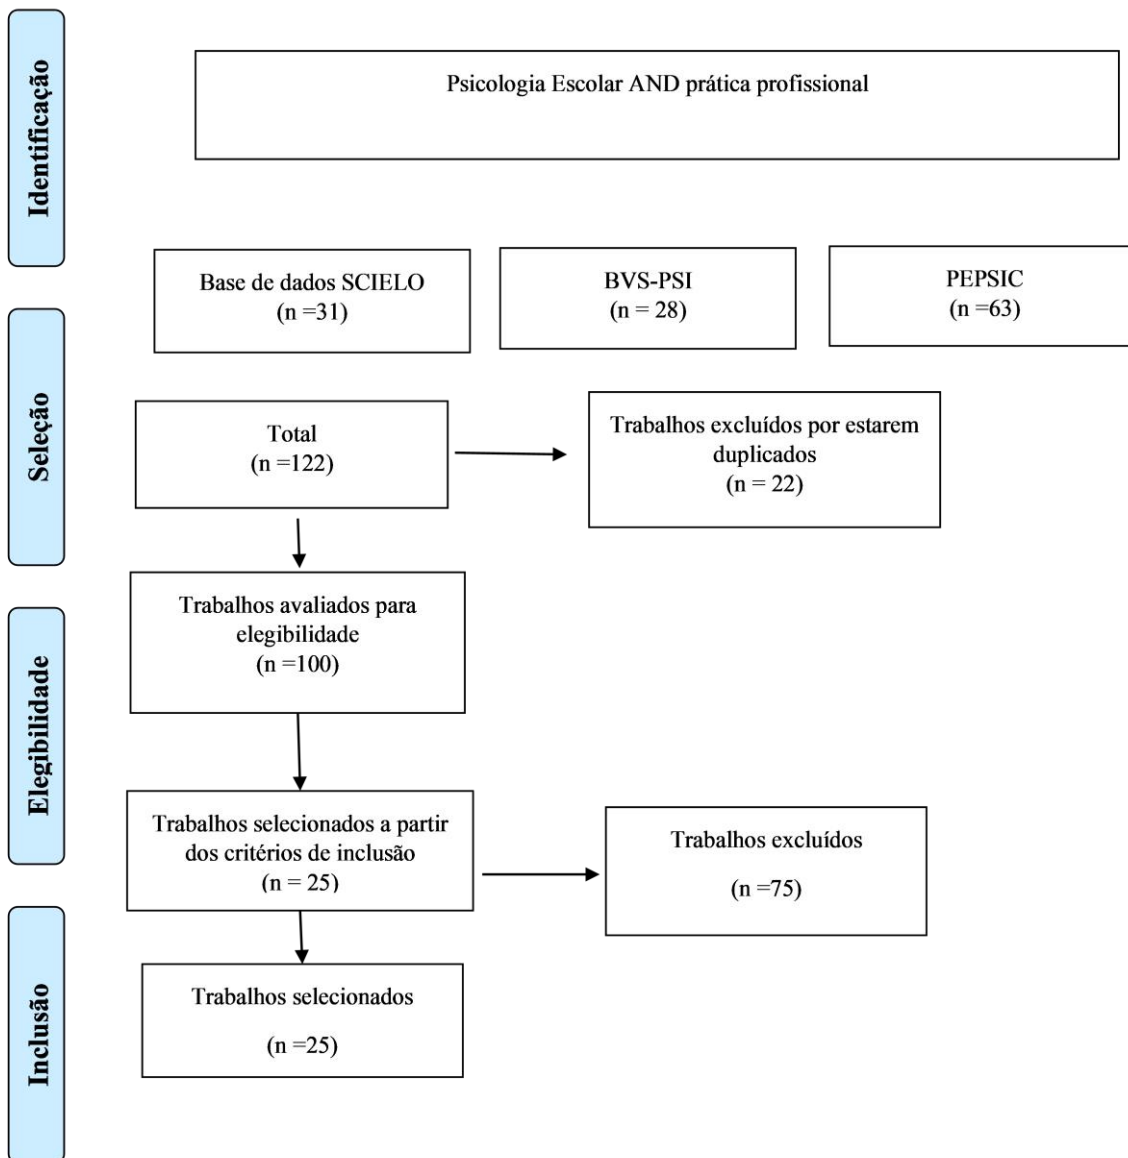 Identificação
Psicologia Escolar AND prática profissional
Base de dados SCIELO
(n =31)
BVS-PSI
(n = 28)
PEPSIC
(n =63)
Seleção
Total
(n =122)
Trabalhos excluídos por estarem
duplicados
(n = 22)
Trabalhos avaliados para
elegibilidade
(n =100)
Elegibilidade
Trabalhos selecionados a partir
dos critérios de inclusão
(n = 25)
Trabalhos excluídos
(n =75)
Inclusão
Trabalhos selecionados
(n =25)